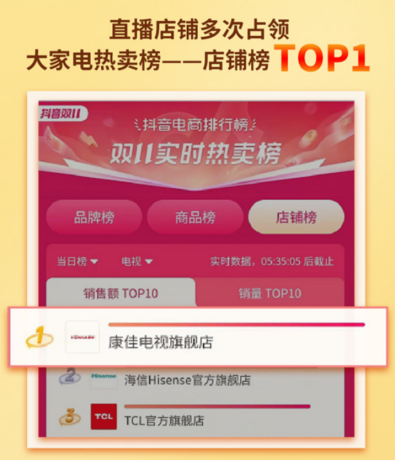 直播店铺多次占领
大家电热卖榜——店铺榜TOP1
抖音双11
抖音电商排行榜
双11实时热卖榜
品牌榜 商品榜 店铺榜
当日榜 电视 实时数据，05:35:05 后截止
销售额 TOP10 销量 TOP10
1 KONKA 康佳电视旗舰店
2 Hisense 海信Hisense官方旗舰店
3 TCL TCL官方旗舰店